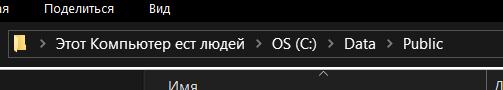 Поделиться Вид
Этот Компьютер ест людей > OS (C:) > Data > Public
Имя